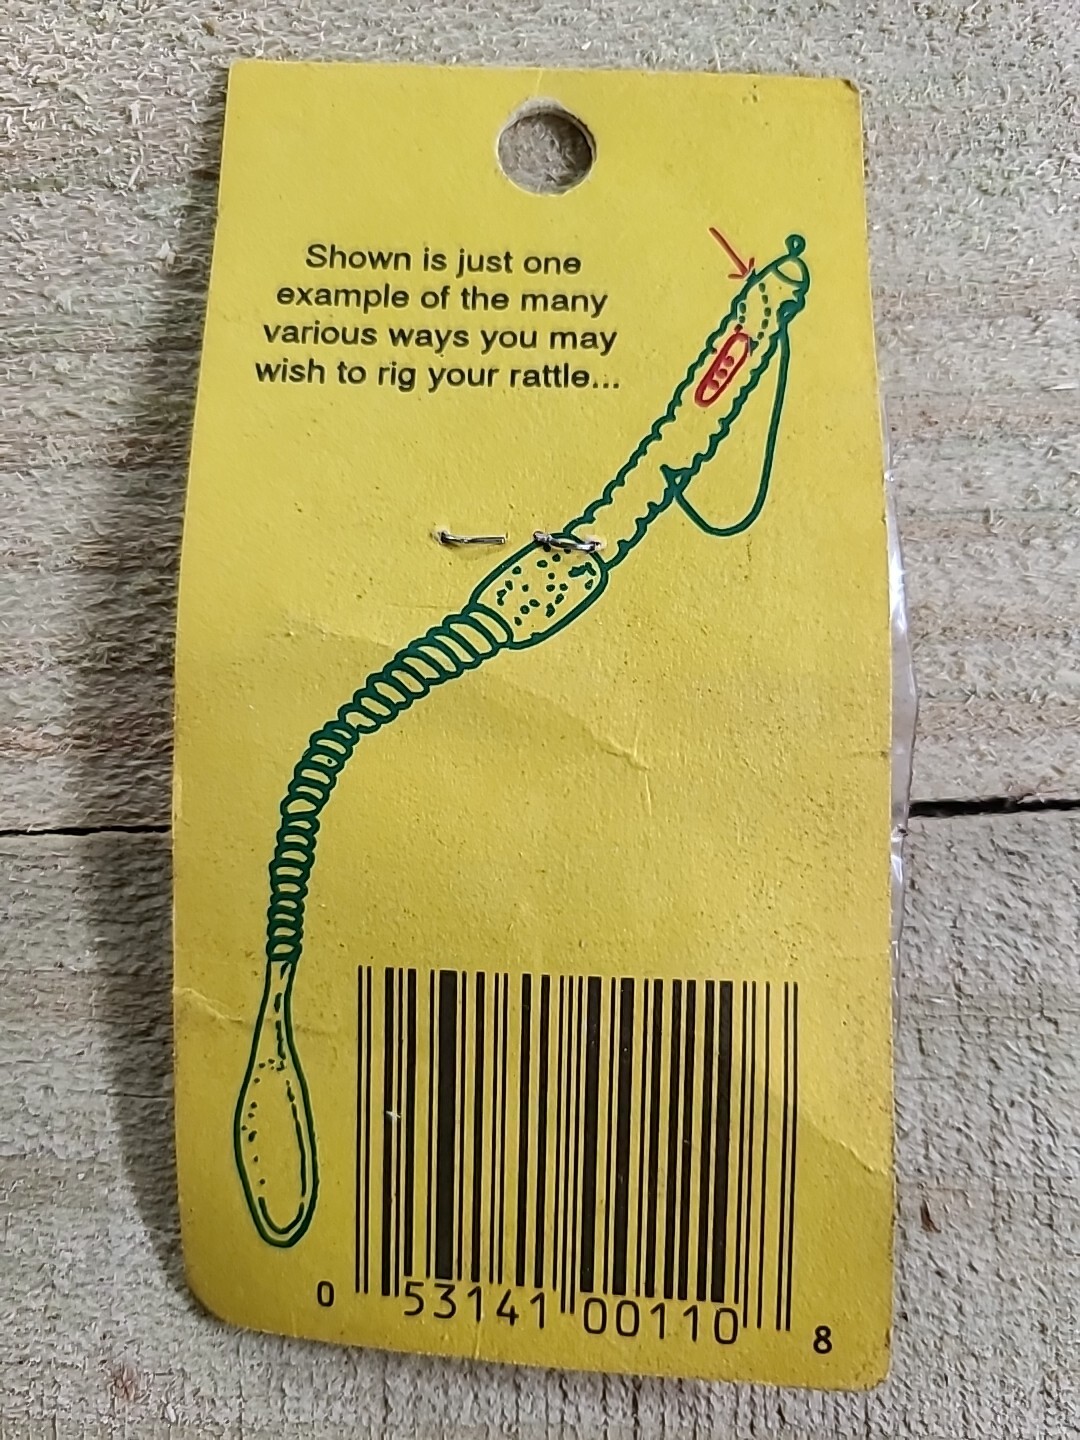 Shown is just one
example of the many
various ways you may
wish to rig your rattle...
0 53141 00110 8